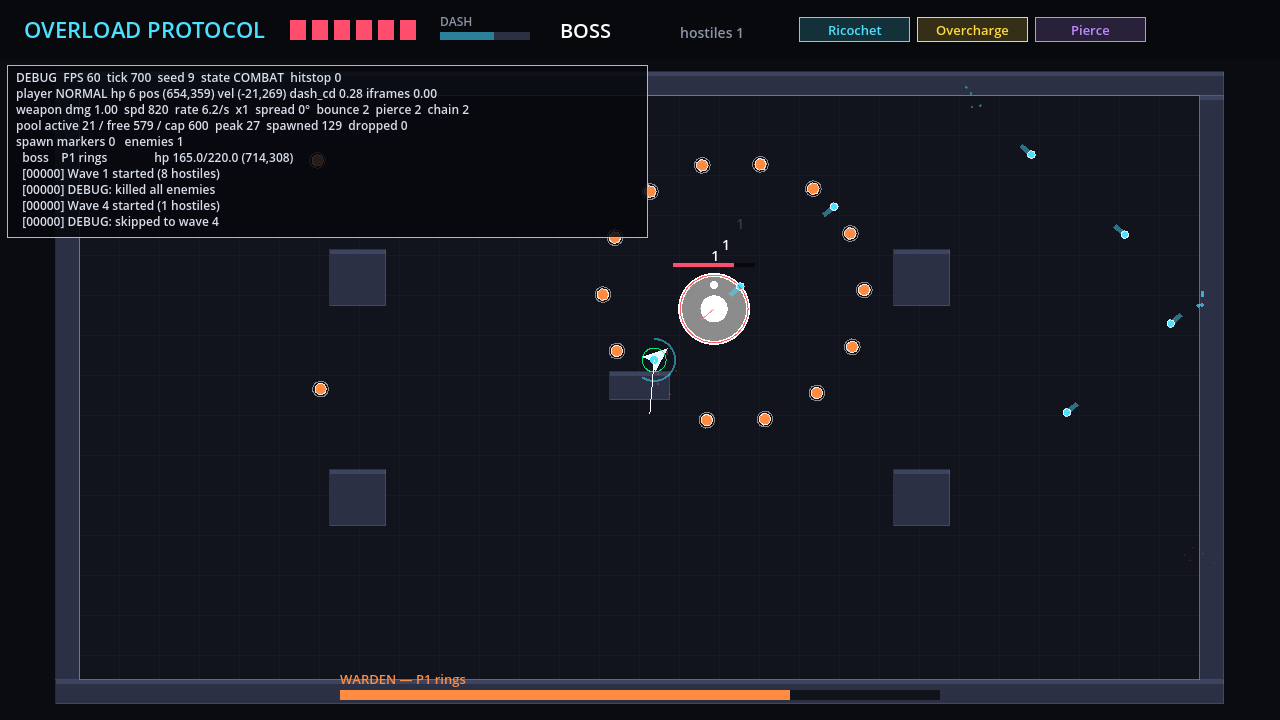 OVERLOAD PROTOCOL
DASH
BOSS
hostiles 1
Ricochet
Overcharge
Pierce
DEBUG  FPS 60  tick 700  seed 9  state COMBAT  hitstop 0
player NORMAL hp 6 pos (654,359) vel (-21,269) dash_cd 0.28 iframes 0.00
weapon dmg 1.00  spd 820  rate 6.2/s  x1  spread 0°  bounce 2  pierce 2  chain 2
pool active 21 / free 579 / cap 600  peak 27  spawned 129  dropped 0
spawn markers 0  enemies 1
boss  P1 rings  hp 165.0/220.0 (714,308)
[00000] Wave 1 started (8 hostiles)
[00000] DEBUG: killed all enemies
[00000] Wave 4 started (1 hostiles)
[00000] DEBUG: skipped to wave 4
1
1
1
WARDEN — P1 rings